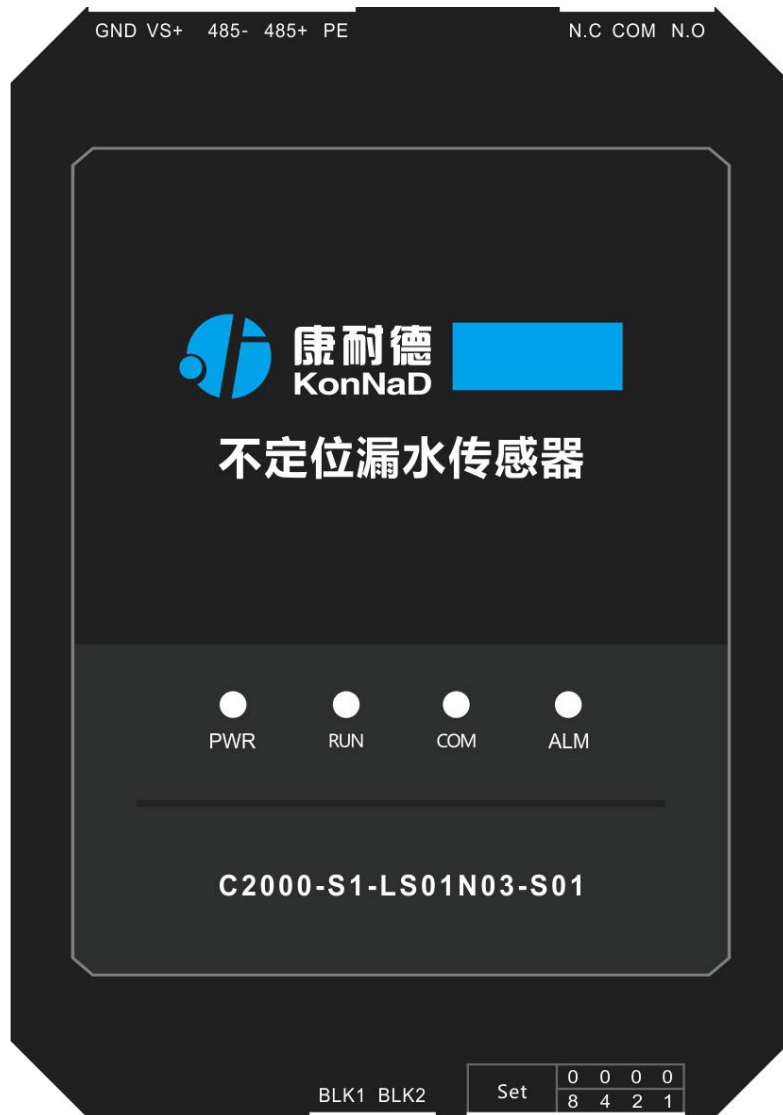 GND VS+ 485- 485+ PE N.C COM N.O
康耐德
KonNaD
不定位漏水传感器
PWR RUN COM ALM
C2000-S1-LS01N03-S01
BLK1 BLK2 Set 0 0 0 0
8 4 2 1